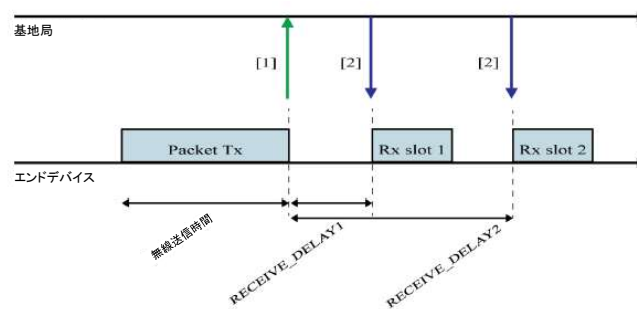 基地局
[1]
[2]
[2]
Packet Tx
Rx slot 1
Rx slot 2
エンドデバイス
無線送信時間
RECEIVE_DELAY1
RECEIVE_DELAY2